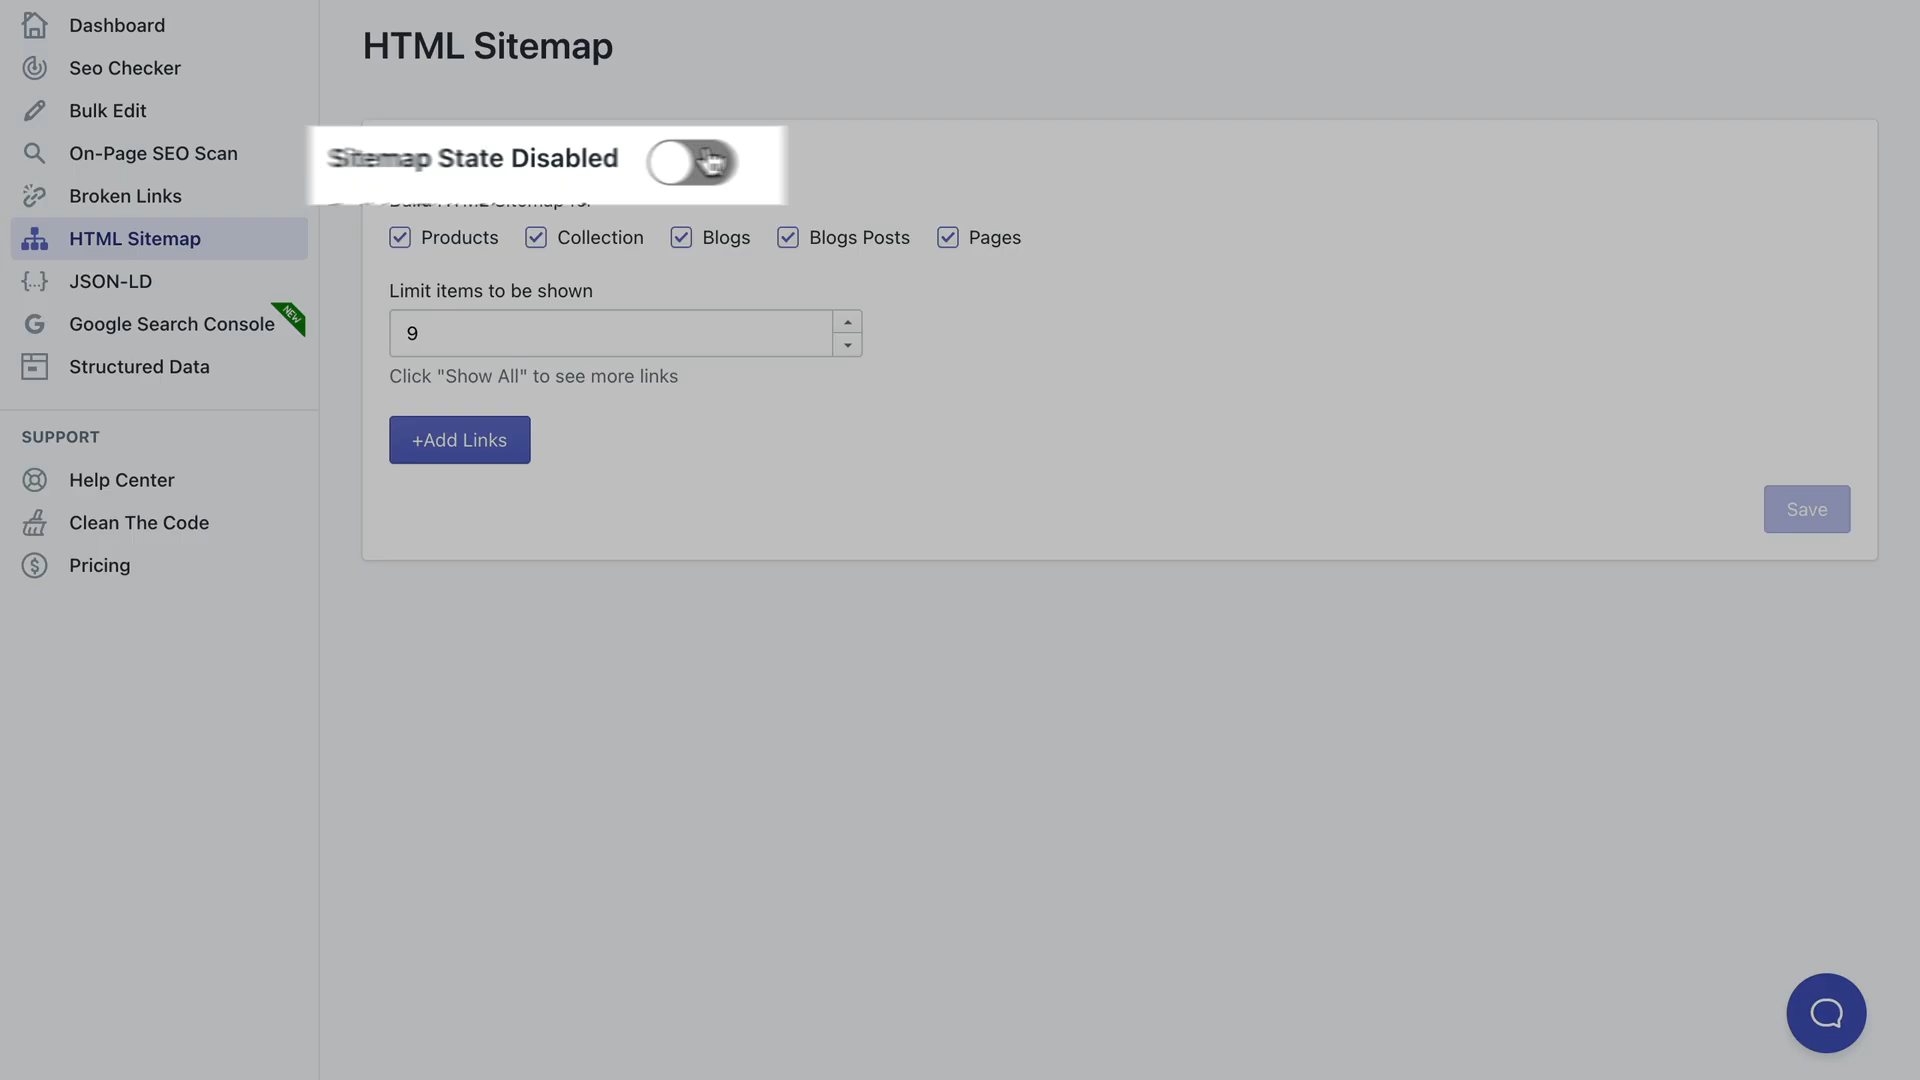 Dashboard
Seo Checker
Bulk Edit
On-Page SEO Scan
Broken Links
HTML Sitemap
JSON-LD
Google Search Console
NEW
Structured Data
SUPPORT
Help Center
Clean The Code
Pricing
HTML Sitemap
Sitemap State Disabled
Products Collection Blogs Blogs Posts Pages
Limit items to be shown
9
Click "Show All" to see more links
+Add Links
Save